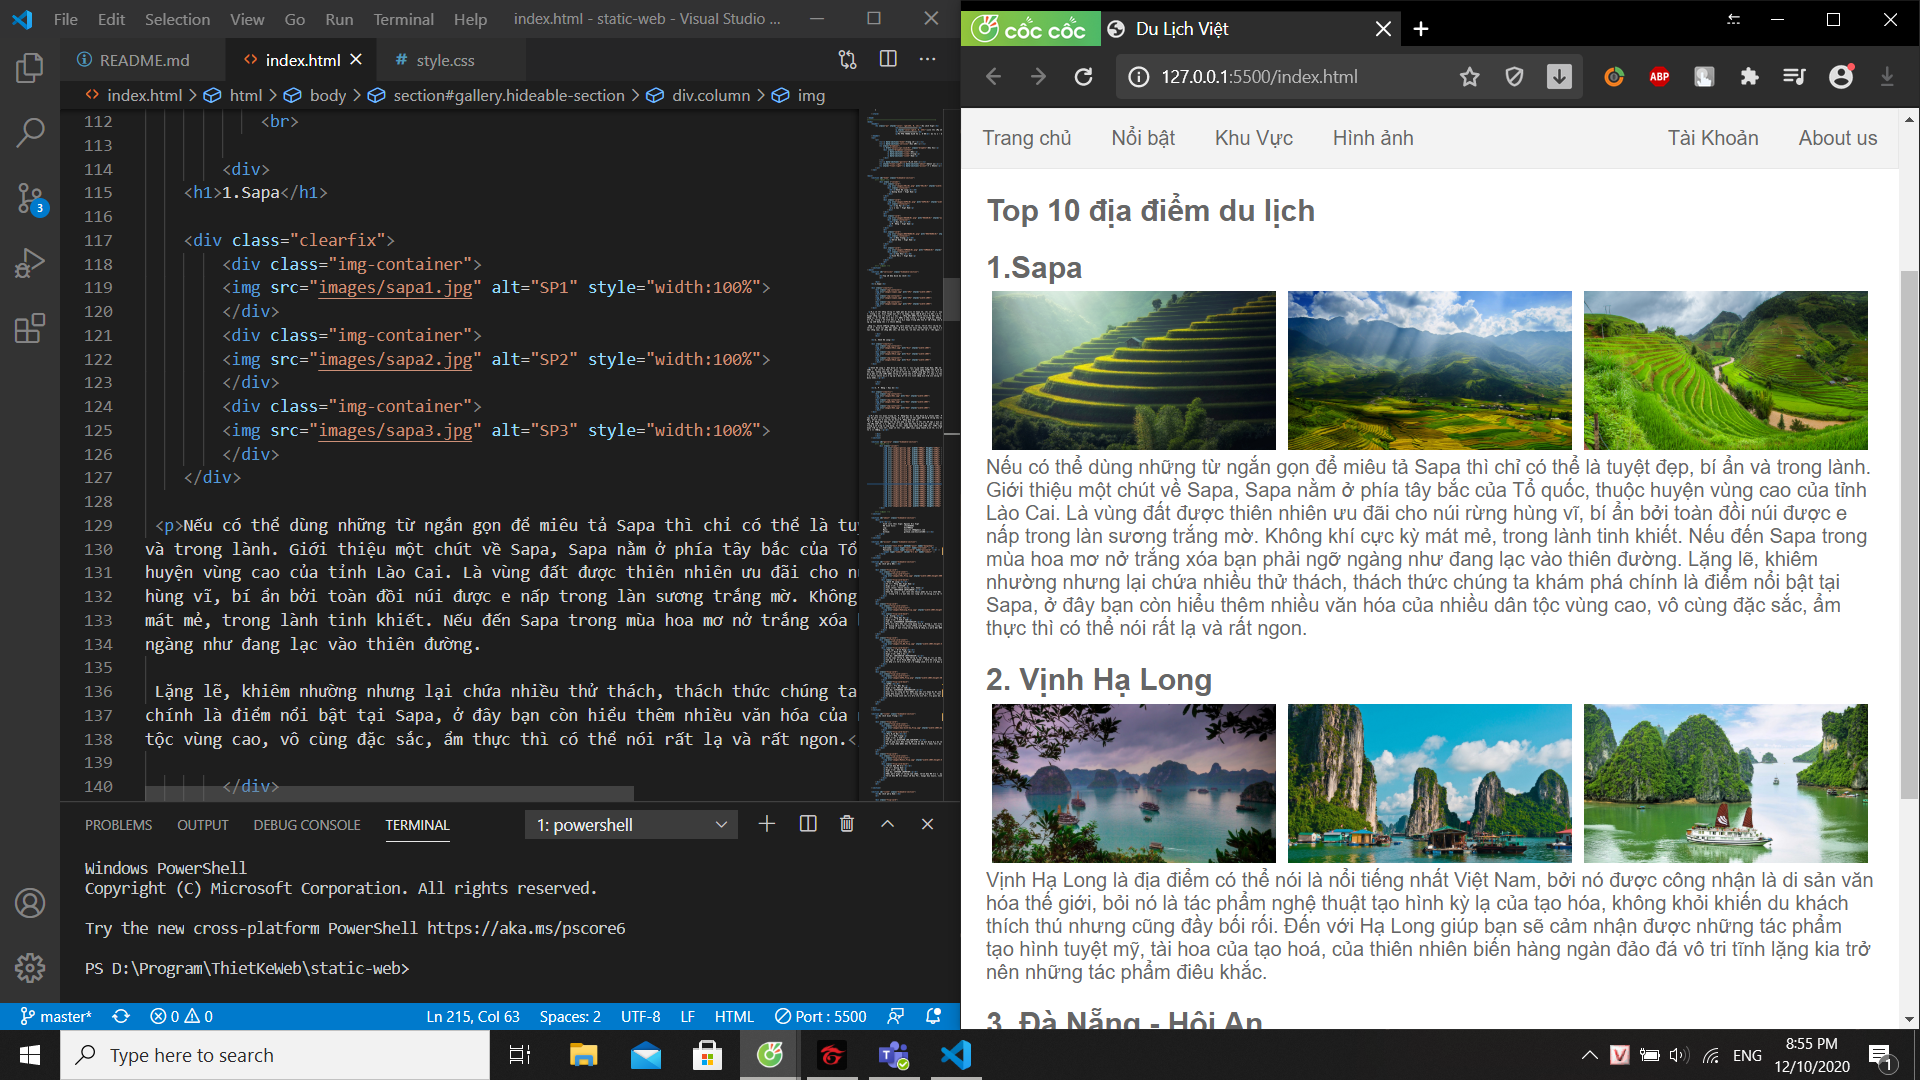 File Edit Selection View Go Run Terminal Help index.html - static-web - Visual Studio ...
README.md index.html style.css
index.html > html > body > section#gallery.hideable-section > div.column > img
112 <br>
113
114 <div>
115 <h1>1.Sapa</h1>
116
117 <div class="clearfix">
118 <div class="img-container">
119 <img src="images/sapa1.jpg" alt="SP1" style="width:100%">
120 </div>
121 <div class="img-container">
122 <img src="images/sapa2.jpg" alt="SP2" style="width:100%">
123 </div>
124 <div class="img-container">
125 <img src="images/sapa3.jpg" alt="SP3" style="width:100%">
126 </div>
127 </div>
128
129 <p>Nếu có thể dùng những từ ngắn gọn để miêu tả Sapa thì chỉ có thể là
130 và trong lành. Giới thiệu một chút về Sapa, Sapa nằm ở phía tây bắc của Tổ
131 huyện vùng cao của tỉnh Lào Cai. Là vùng đất được thiên nhiên ưu đãi cho
132 hùng vĩ, bí ẩn bởi toàn đồi núi được e nấp trong làn sương trắng mờ. Không
133 mát mẻ, trong lành tinh khiết. Nếu đến Sapa trong mùa hoa mơ nở trắng xóa
134 ngàng như đang lạc vào thiên đường.
135
136 Lặng lẽ, khiêm nhường nhưng lại chứa nhiều thử thách, thách thức chúng ta
137 chính là điểm nổi bật tại Sapa, ở đây bạn còn hiểu thêm nhiều văn hóa của
138 tộc vùng cao, vô cùng đặc sắc, ẩm thực thì có thể nói rất lạ và rất ngon.<
139
140 </div>
PROBLEMS OUTPUT DEBUG CONSOLE TERMINAL 1: powershell
Windows PowerShell
Copyright (C) Microsoft Corporation. All rights reserved.
Try the new cross-platform PowerShell https://aka.ms/pscore6
PS D:\Program\ThietKeWeb\static-web>
master* 0 0 Ln 215, Col 63 Spaces: 2 UTF-8 LF HTML Port : 5500
3
cốc cốc Du Lịch Việt
127.0.0.1:5500/index.html ABP
Trang chủ Nổi bật Khu Vực Hình ảnh Tài Khoản About us
Top 10 địa điểm du lịch
1.Sapa
Nếu có thể dùng những từ ngắn gọn để miêu tả Sapa thì chỉ có thể là tuyệt đẹp, bí ẩn và trong lành.
Giới thiệu một chút về Sapa, Sapa nằm ở phía tây bắc của Tổ quốc, thuộc huyện vùng cao của tỉnh
Lào Cai. Là vùng đất được thiên nhiên ưu đãi cho núi rừng hùng vĩ, bí ẩn bởi toàn đồi núi được e
nấp trong làn sương trắng mờ. Không khí cực kỳ mát mẻ, trong lành tinh khiết. Nếu đến Sapa trong
mùa hoa mơ nở trắng xóa bạn phải ngỡ ngàng như đang lạc vào thiên đường. Lặng lẽ, khiêm
nhường nhưng lại chứa nhiều thử thách, thách thức chúng ta khám phá chính là điểm nổi bật tại
Sapa, ở đây bạn còn hiểu thêm nhiều văn hóa của nhiều dân tộc vùng cao, vô cùng đặc sắc, ẩm
thực thì có thể nói rất lạ và rất ngon.
2. Vịnh Hạ Long
Vịnh Hạ Long là địa điểm có thể nói là nổi tiếng nhất Việt Nam, bởi nó được công nhận là di sản văn
hóa thế giới, bởi nó là tác phẩm nghệ thuật tạo hình kỳ lạ của tạo hóa, không khỏi khiến du khách
thích thú nhưng cũng đầy bối rối. Đến với Hạ Long giúp bạn sẽ cảm nhận được những tác phẩm
tạo hình tuyệt mỹ, tài hoa của tạo hoá, của thiên nhiên biến hàng ngàn đảo đá vô tri tĩnh lặng kia trở
nên những tác phẩm điêu khắc.
3. Đà Nẵng - Hội An
Type here to search ENG 8:55 PM
12/10/2020 1